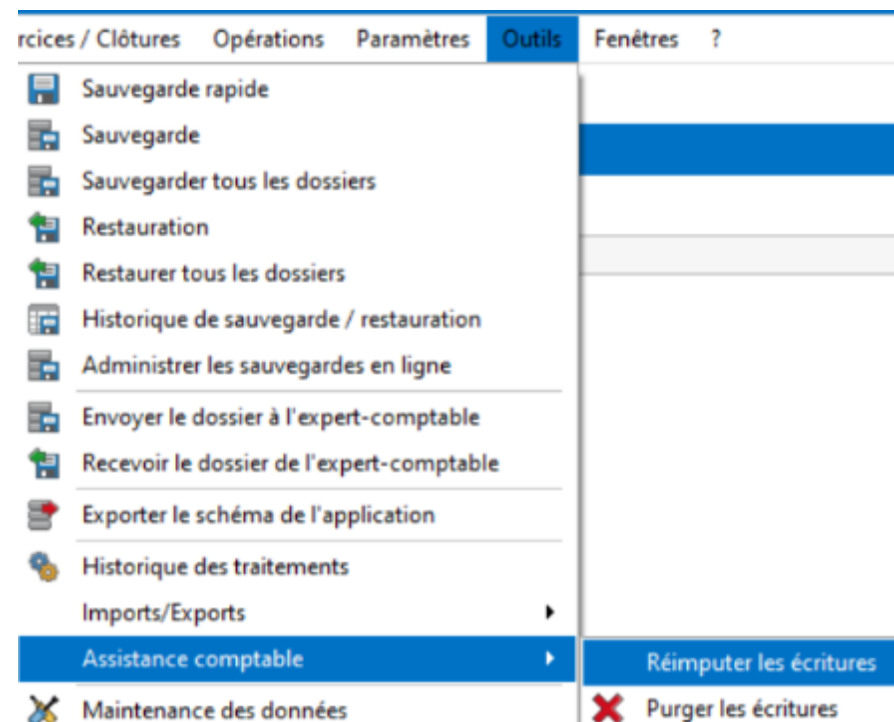 rcices / Clôtures Opérations Paramètres Outils Fenêtres ?
Sauvegarde rapide
Sauvegarde
Sauvegarder tous les dossiers
Restauration
Restaurer tous les dossiers
Historique de sauvegarde / restauration
Administrer les sauvegardes en ligne
Envoyer le dossier à l'expert-comptable
Recevoir le dossier de l'expert-comptable
Exporter le schéma de l'application
Historique des traitements
Imports/Exports
Assistance comptable Réimputer les écritures
Maintenance des données Purger les écritures